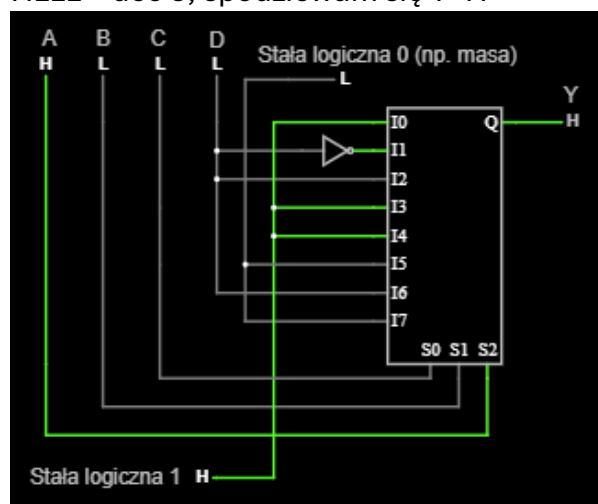 A B C D
H L L L
Stała logiczna 0 (np. masa)
L
Y
I0 Q H
I1
I2
I3
I4
I5
I6
I7
S0 S1 S2
Stała logiczna 1 H